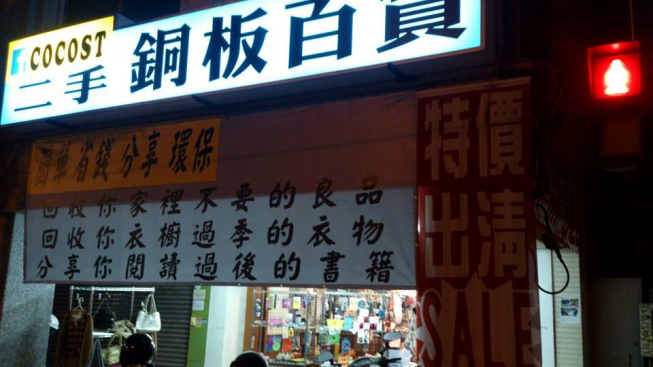 COCOST
二手 銅板百貨
簡單 省錢 分享 環保
回收你家裡不要的良品
回收你衣櫥過季的衣物
分享你閱讀過後的書籍
特價
出清
SALE